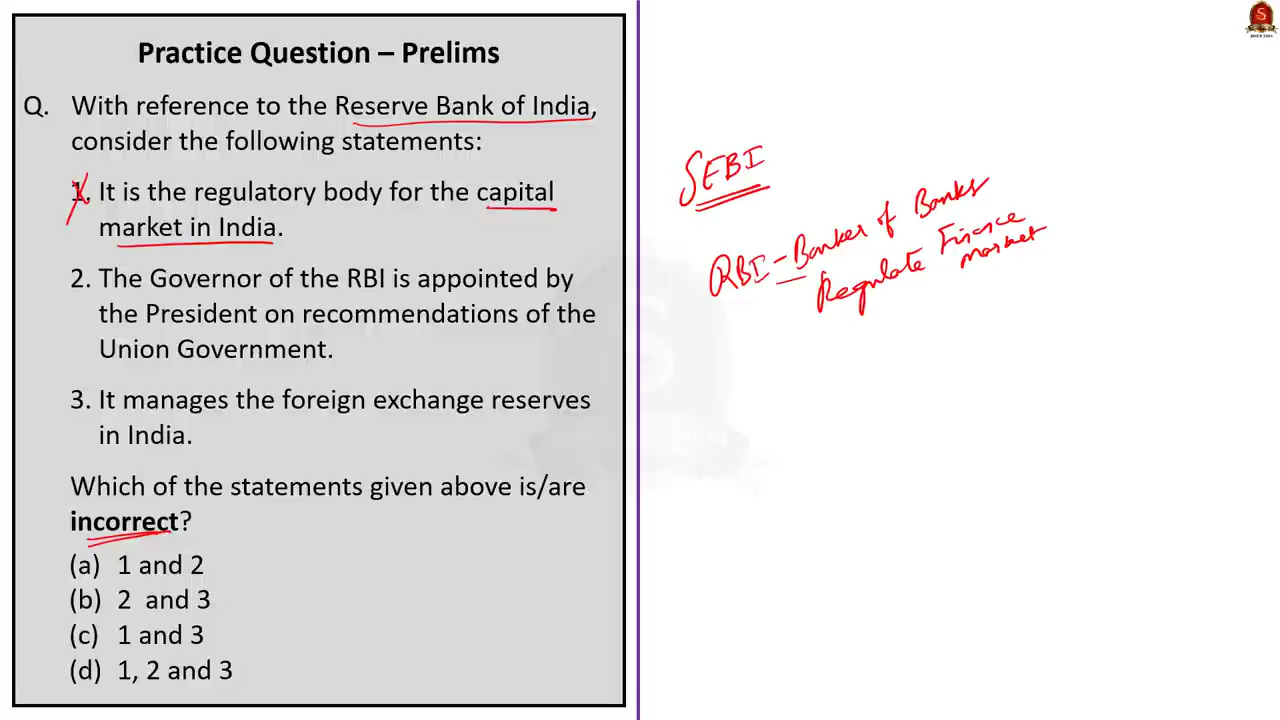 Practice Question – Prelims
Q. With reference to the Reserve Bank of India,
consider the following statements:
1. It is the regulatory body for the capital
market in India.
2. The Governor of the RBI is appointed by
the President on recommendations of the
Union Government.
3. It manages the foreign exchange reserves
in India.
Which of the statements given above is/are
incorrect?
(a) 1 and 2
(b) 2 and 3
(c) 1 and 3
(d) 1, 2 and 3
SEBI
RBI - Banker of Banks
Regulate Finance
market
S